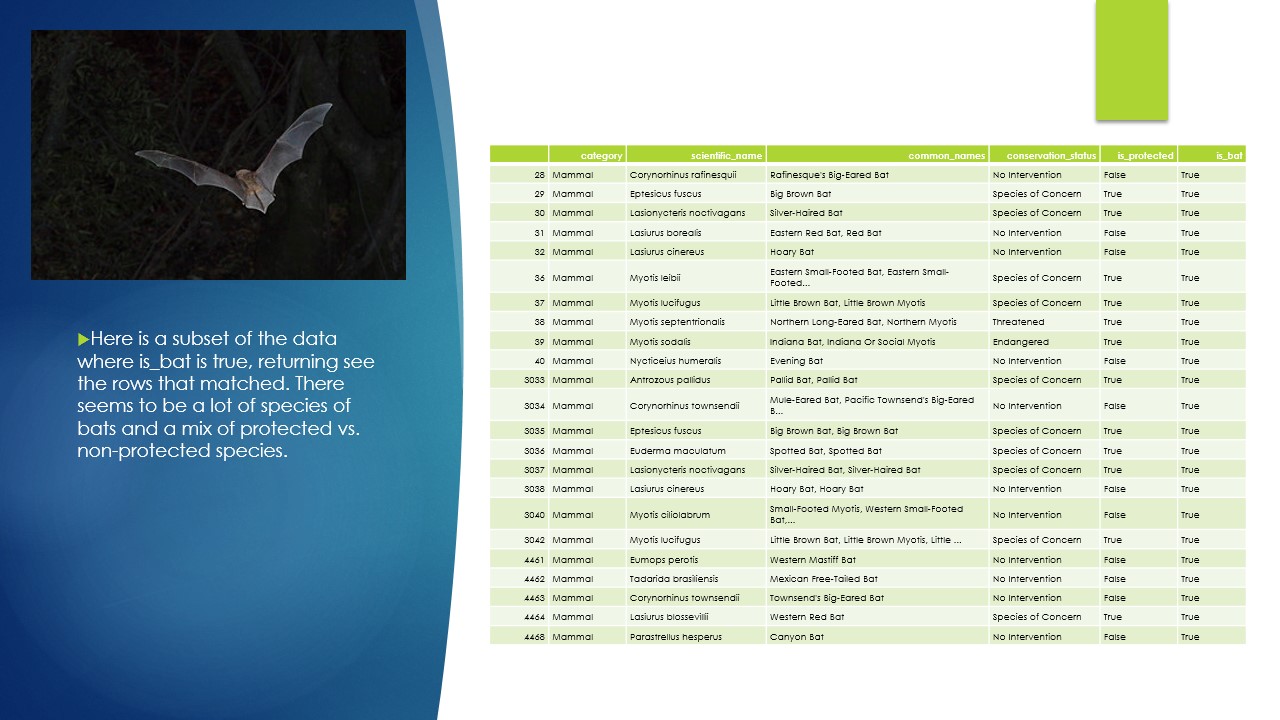 Here is a subset of the data
where is_bat is true, returning see
the rows that matched. There
seems to be a lot of species of
bats and a mix of protected vs.
non-protected species.
category scientific_name common_names conservation_status is_protected is_bat
28 Mammal Corynorhinus rafinesquii Rafinesque's Big-Eared Bat No Intervention False True
29 Mammal Eptesicus fuscus Big Brown Bat Species of Concern True True
30 Mammal Lasionycteris noctivagans Silver-Haired Bat Species of Concern True True
31 Mammal Lasiurus borealis Eastern Red Bat, Red Bat No Intervention False True
32 Mammal Lasiurus cinereus Hoary Bat No Intervention False True
36 Mammal Myotis leibii Eastern Small-Footed Bat, Eastern Small-
Footed... Species of Concern True True
37 Mammal Myotis lucifugus Little Brown Bat, Little Brown Myotis Species of Concern True True
38 Mammal Myotis septentrionalis Northern Long-Eared Bat, Northern Myotis Threatened True True
39 Mammal Myotis sodalis Indiana Bat, Indiana Or Social Myotis Endangered True True
40 Mammal Nycticeius humeralis Evening Bat No Intervention False True
3033 Mammal Antrozous pallidus Pallid Bat, Pallid Bat Species of Concern True True
3034 Mammal Corynorhinus townsendii Mule-Eared Bat, Pacific Townsend's Big-Eared
B... No Intervention False True
3035 Mammal Eptesicus fuscus Big Brown Bat, Big Brown Bat Species of Concern True True
3036 Mammal Euderma maculatum Spotted Bat, Spotted Bat Species of Concern True True
3037 Mammal Lasionycteris noctivagans Silver-Haired Bat, Silver-Haired Bat Species of Concern True True
3038 Mammal Lasiurus cinereus Hoary Bat, Hoary Bat No Intervention False True
3040 Mammal Myotis ciliolabrum Small-Footed Myotis, Western Small-Footed
Bat,... No Intervention False True
3042 Mammal Myotis lucifugus Little Brown Bat, Little Brown Myotis, Little ... Species of Concern True True
4461 Mammal Eumops perotis Western Mastiff Bat No Intervention False True
4462 Mammal Tadarida brasiliensis Mexican Free-Tailed Bat No Intervention False True
4463 Mammal Corynorhinus townsendii Townsend's Big-Eared Bat No Intervention False True
4464 Mammal Lasiurus blossevillii Western Red Bat Species of Concern True True
4468 Mammal Parastrellus hesperus Canyon Bat No Intervention False True